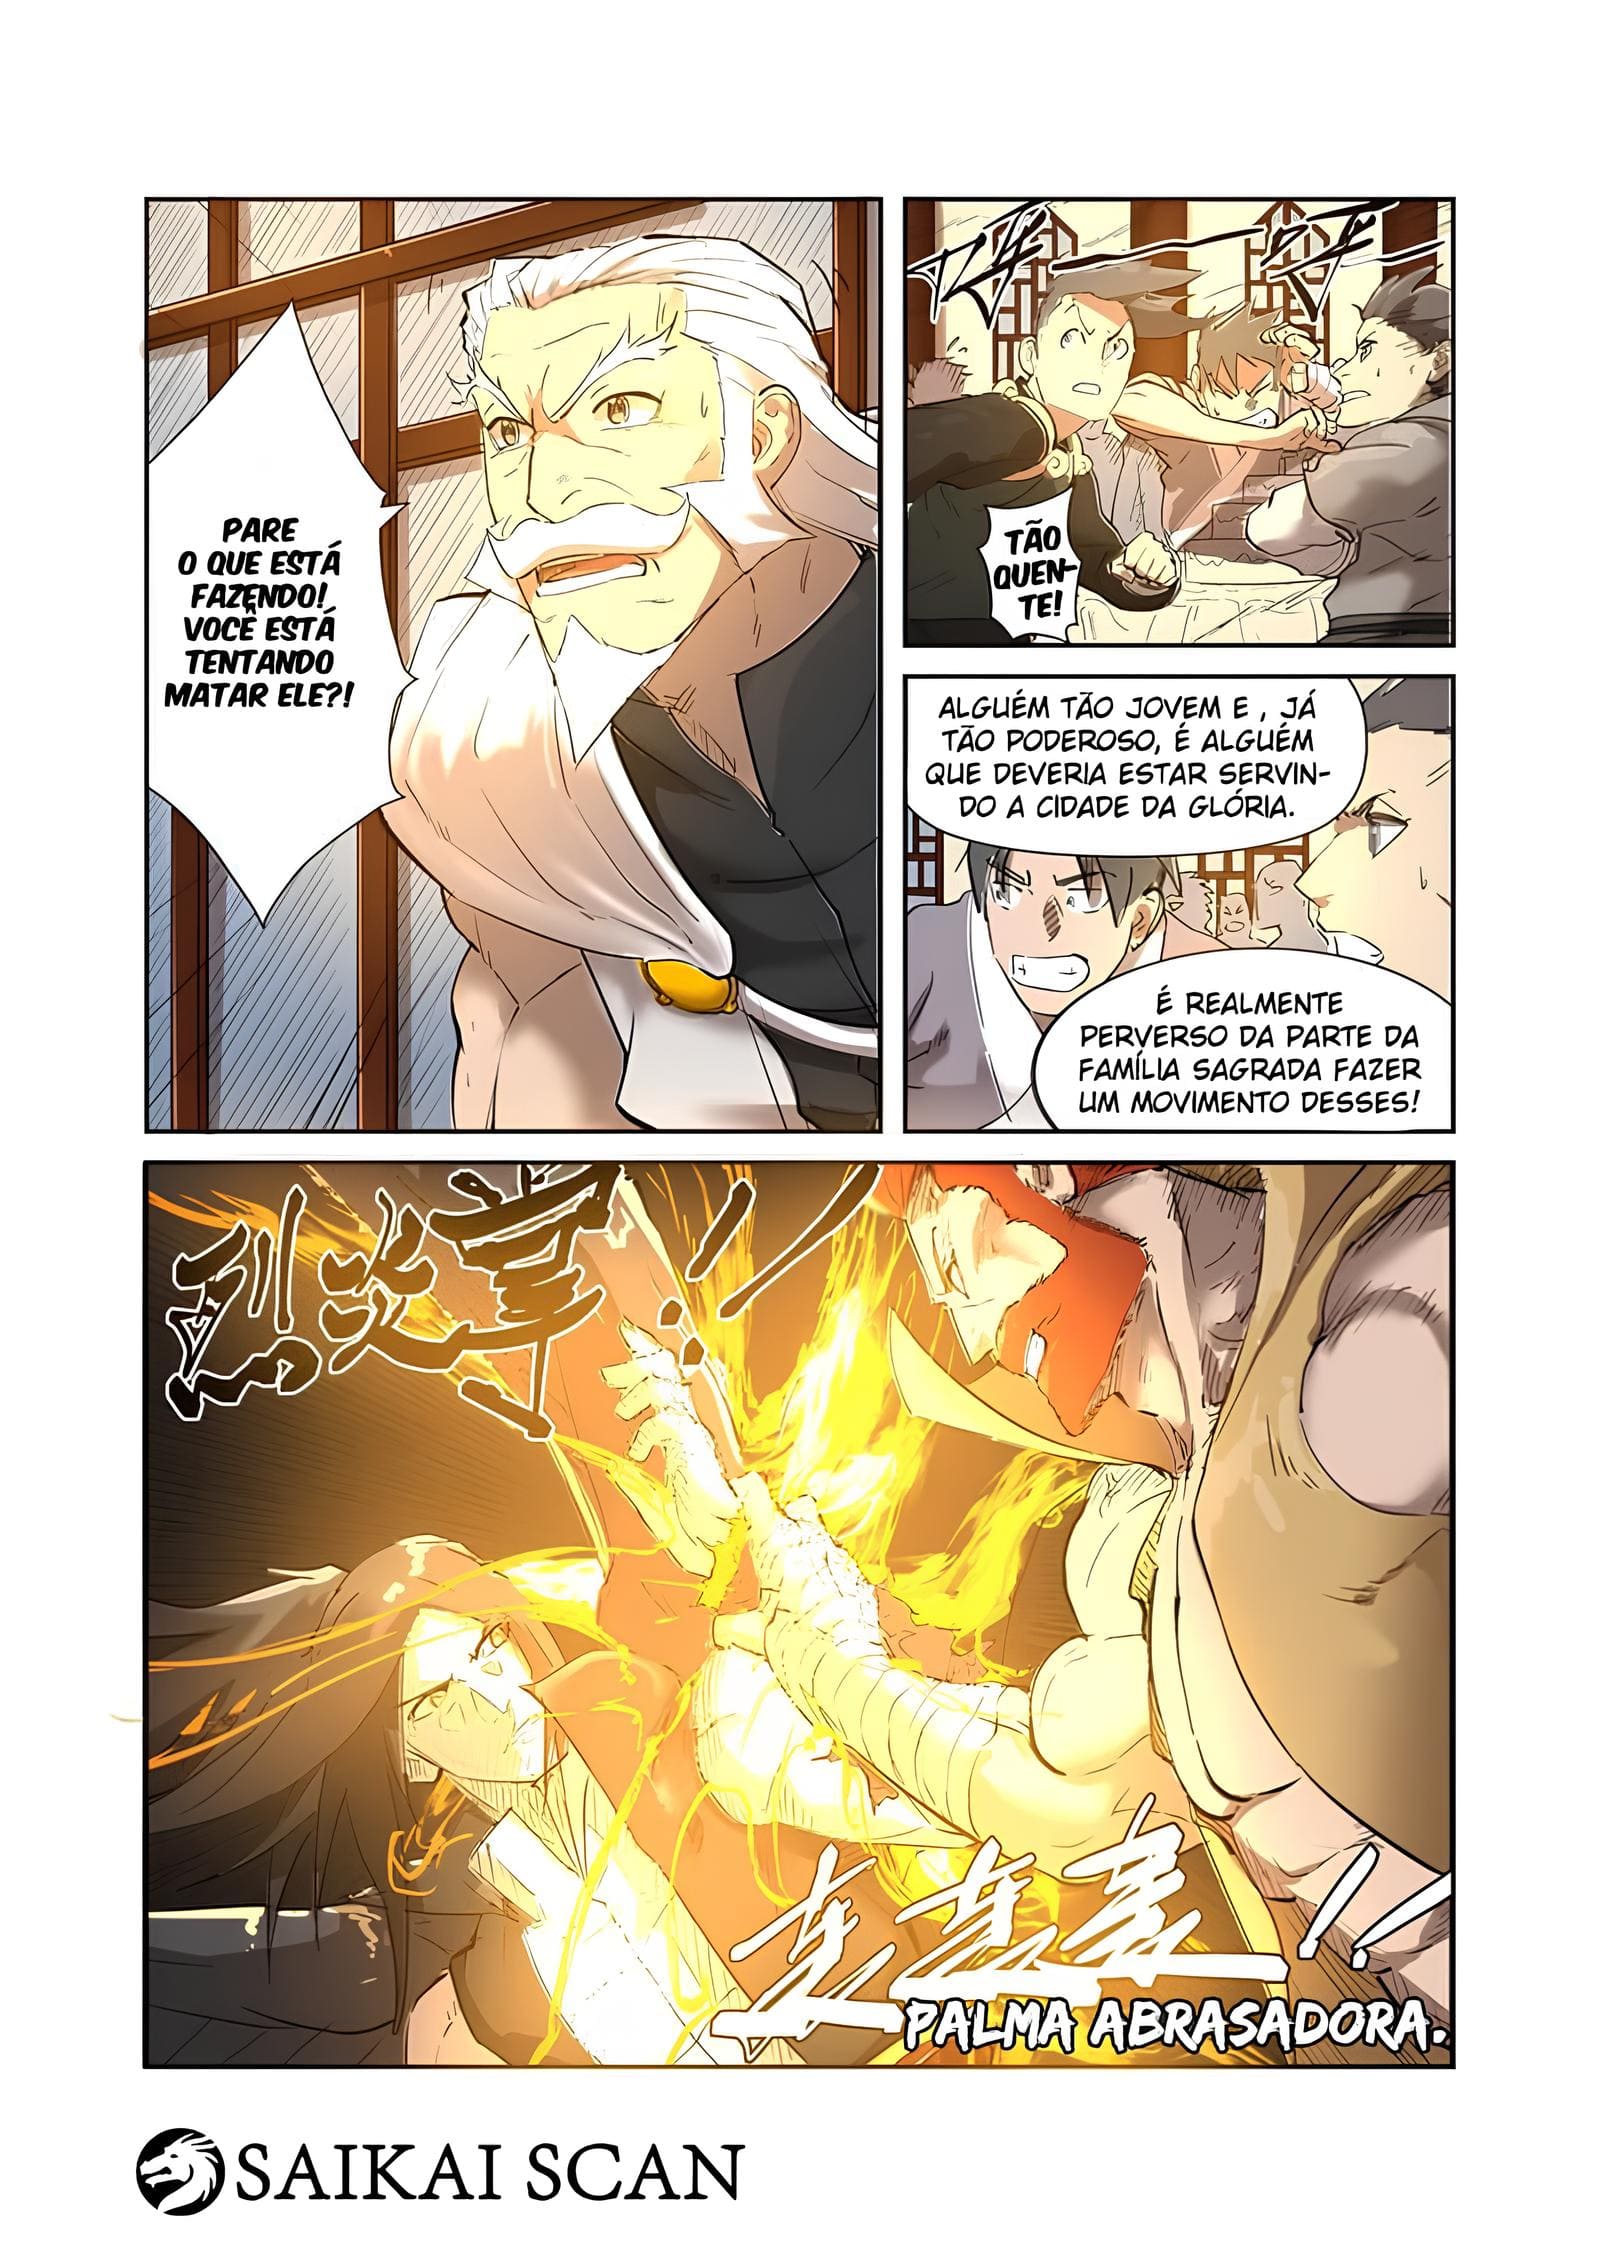 PARE
O QUE ESTÁ
FAZENDO!
VOCÊ ESTÁ
TENTANDO
MATAR ELE?!
TÃO
QUEN-
TE!
ALGUÉM TÃO JOVEM E , JÁ
TÃO PODEROSO, É ALGUÉM
QUE DEVERIA ESTAR SERVIN-
DO A CIDADE DA GLÓRIA.
É REALMENTE
PERVERSO DA PARTE DA
FAMÍLIA SAGRADA FAZER
UM MOVIMENTO DESSES!
烈炎掌!!
PALMA ABRASADORA.
SAIKAI SCAN